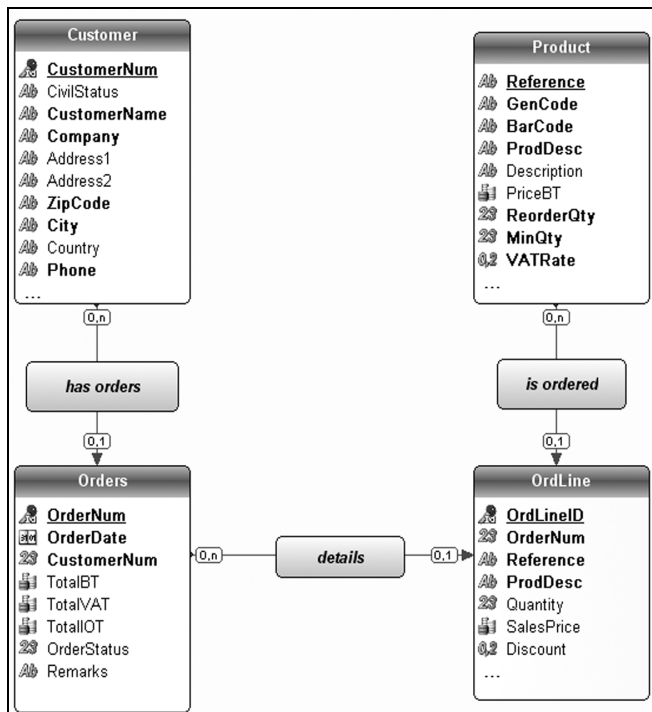 Customer
CustomerNum
CivilStatus
CustomerName
Company
Address1
Address2
ZipCode
City
Country
Phone
...
0,n
has orders
0,1
Product
Reference
GenCode
BarCode
ProdDesc
Description
PriceBT
ReorderQty
MinQty
VATRate
...
0,n
is ordered
0,1
Orders
OrderNum
OrderDate
CustomerNum
TotalBT
TotalVAT
TotalIOT
OrderStatus
Remarks
0,n
details
0,1
OrdLine
OrdLineID
OrderNum
Reference
ProdDesc
Quantity
SalesPrice
Discount
...